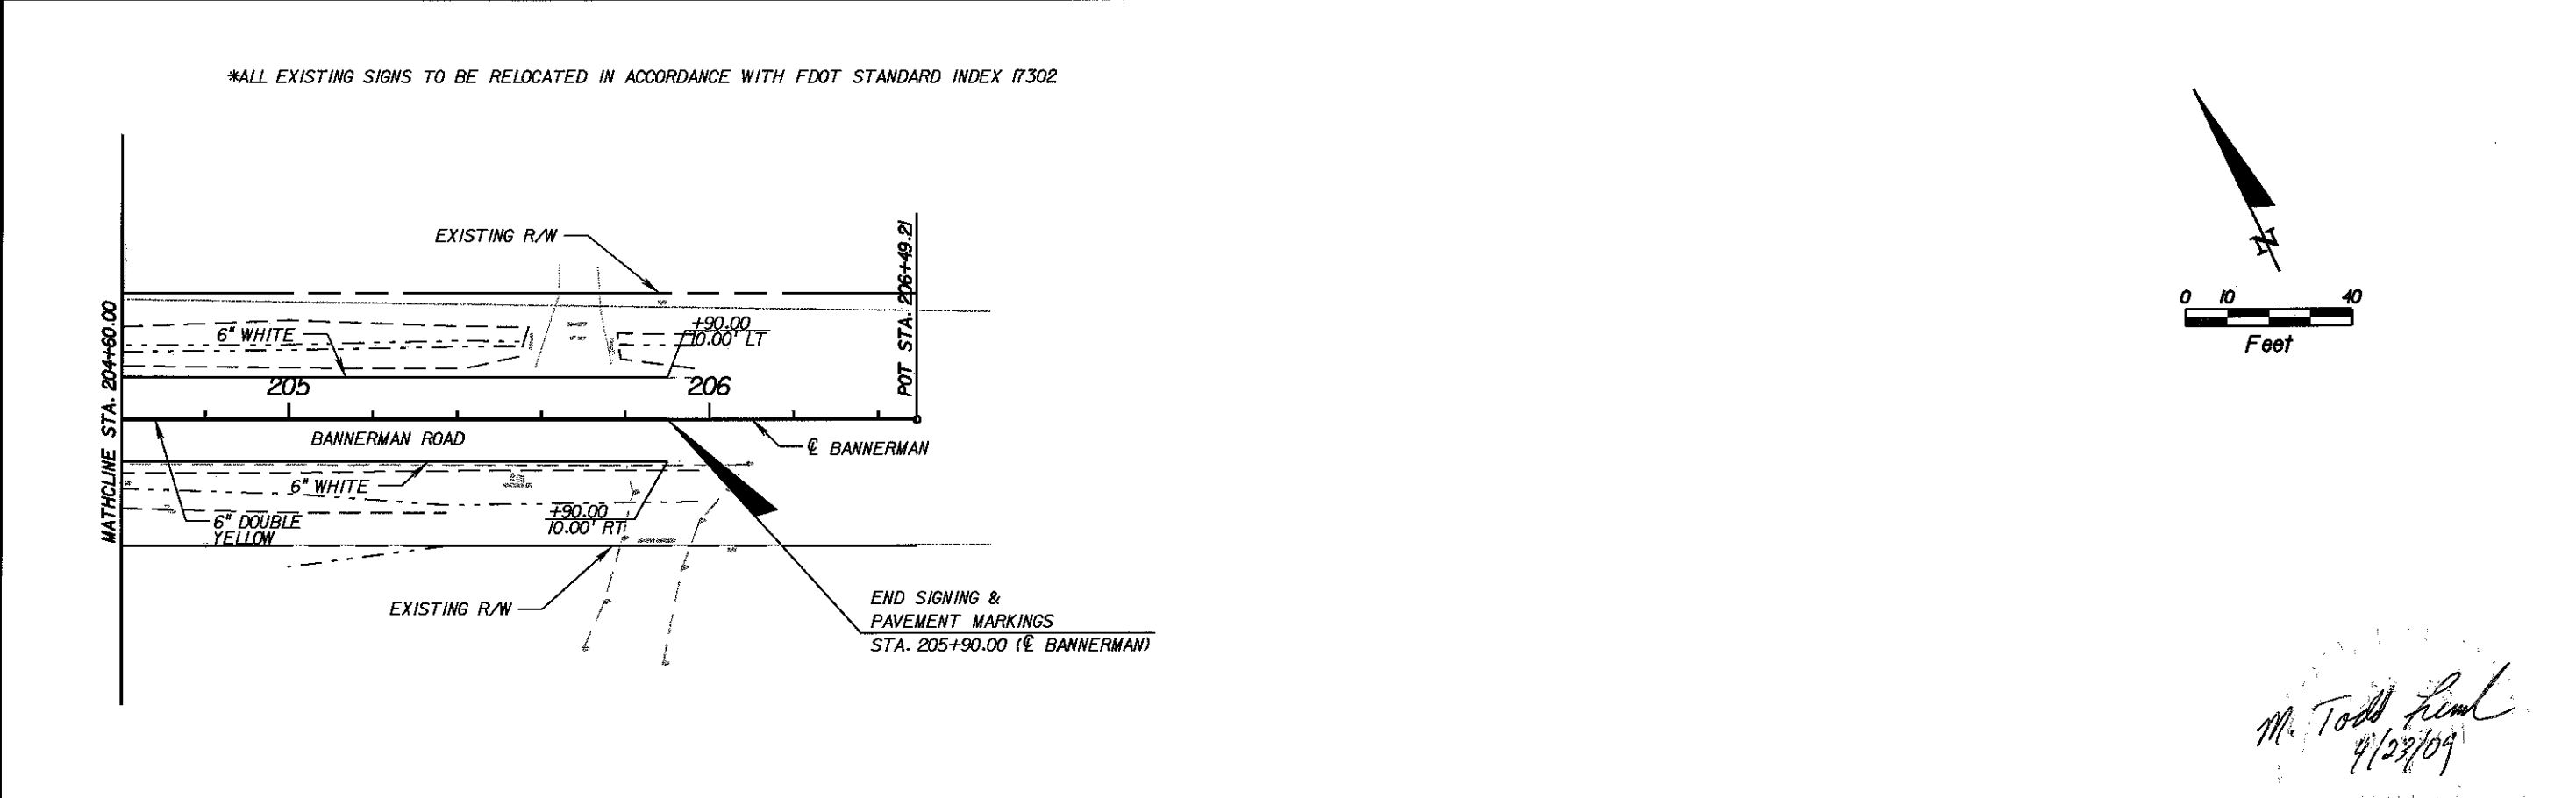 *ALL EXISTING SIGNS TO BE RELOCATED IN ACCORDANCE WITH FDOT STANDARD INDEX 17302
EXISTING R/W
MATHCLINE STA. 204+60.00
POT STA. 206+49.21
6" WHITE
+90.00
10.00' LT
205
206
BANNERMAN ROAD
℄ BANNERMAN
6" WHITE
+90.00
10.00' RT
6" DOUBLE
YELLOW
EXISTING R/W
END SIGNING &
PAVEMENT MARKINGS
STA. 205+90.00 (℄ BANNERMAN)
N
0 10 40
Feet
M. Todd
9/23/09